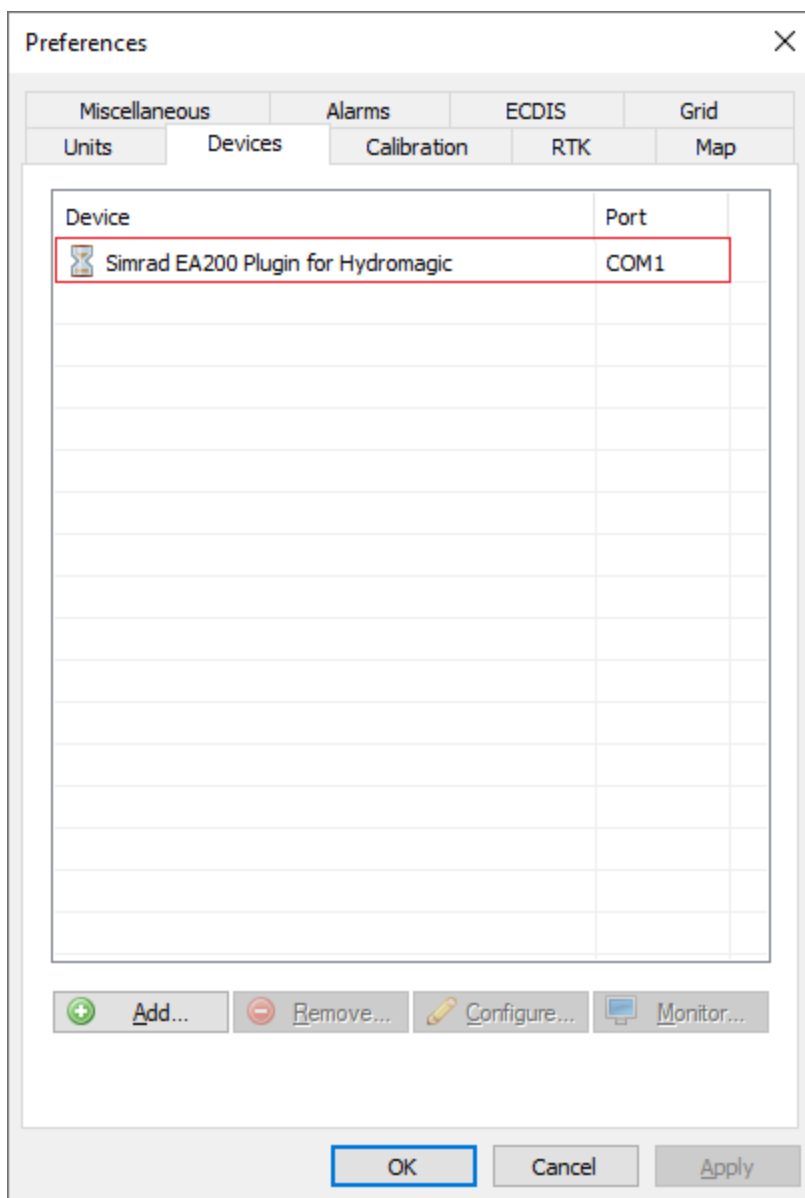 Preferences
Miscellaneous Alarms ECDIS Grid
Units Devices Calibration RTK Map
Device Port
Simrad EA200 Plugin for Hydromagic COM1
Add... Remove... Configure... Monitor...
OK Cancel Apply